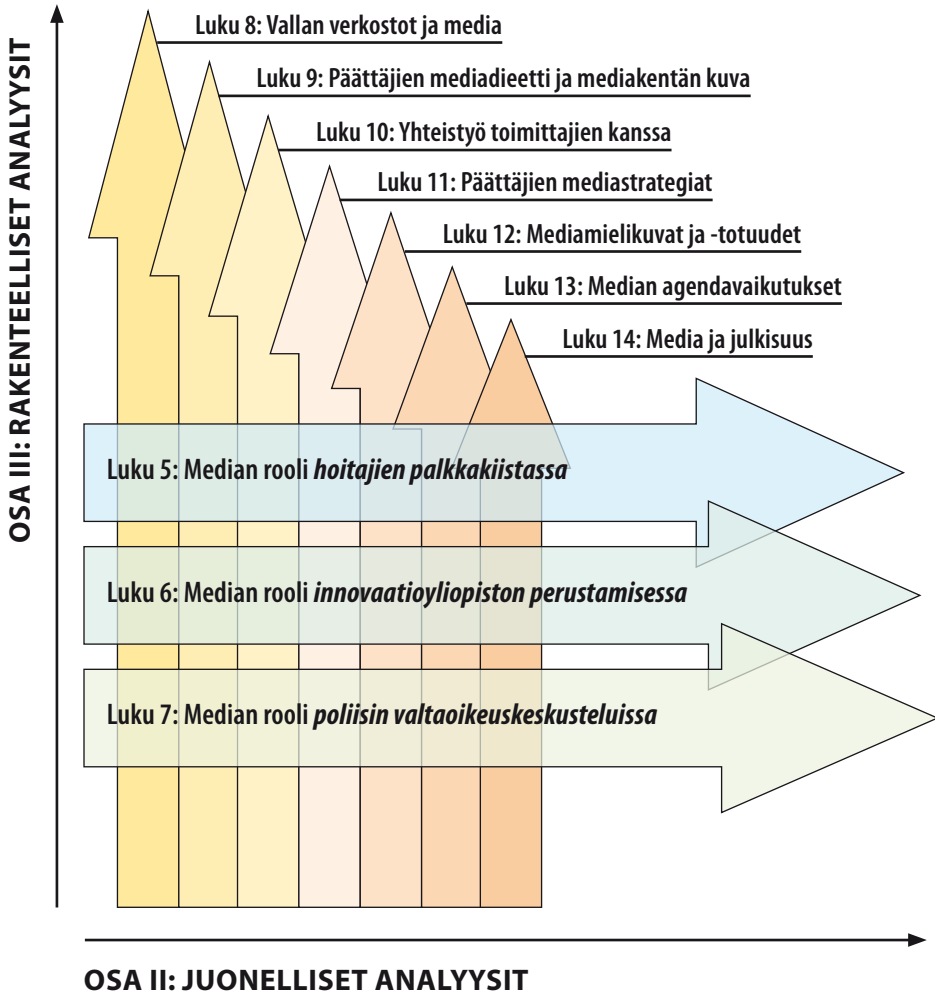 OSA III: RAKENTEELLISET ANALYYSIT
Luku 8: Vallan verkostot ja media
Luku 9: Päättäjien mediadieetti ja mediakentän kuva
Luku 10: Yhteistyö toimittajien kanssa
Luku 11: Päättäjien mediastrategiat
Luku 12: Mediamielikuvat ja -totuudet
Luku 13: Median agendavaikutukset
Luku 14: Media ja julkisuus
Luku 5: Median rooli hoitajien palkkakiistassa
Luku 6: Median rooli innovaatioyliopiston perustamisessa
Luku 7: Median rooli poliisin valtaoikeuskeskusteluissa
OSA II: JUONELLISET ANALYYSIT